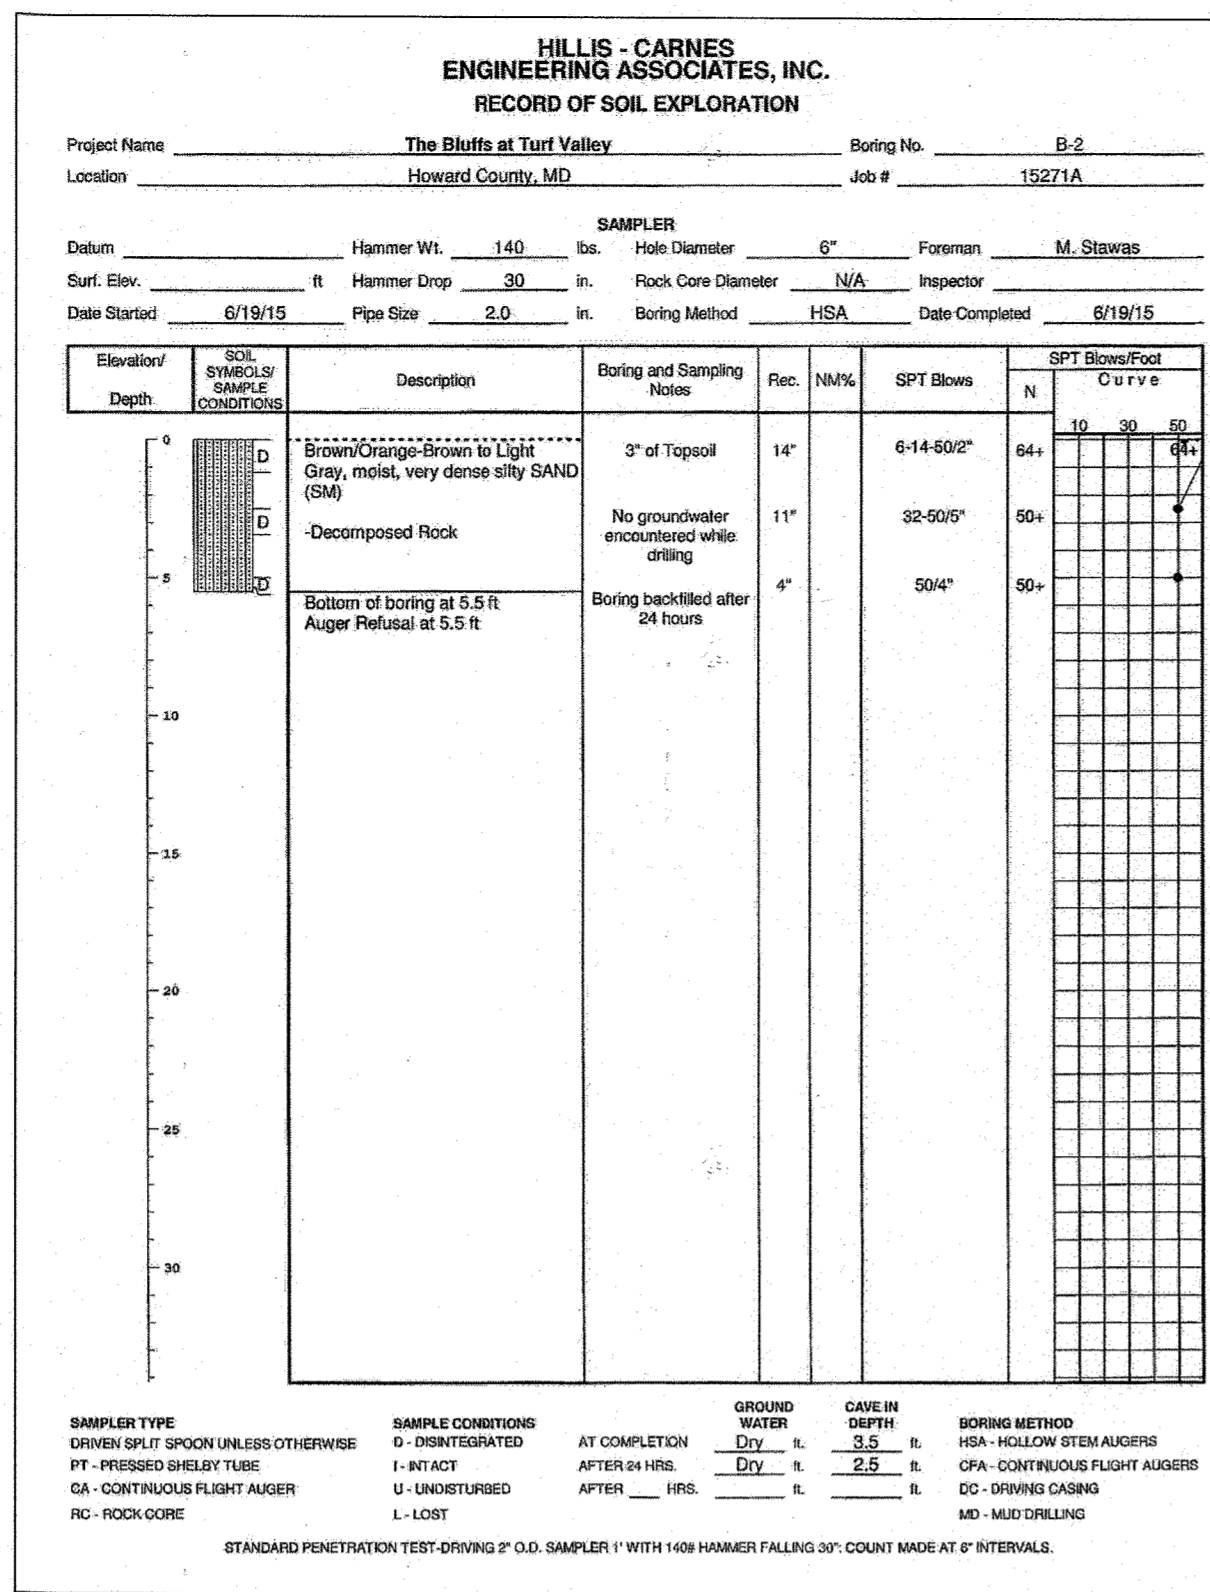 HILLIS - CARNES
ENGINEERING ASSOCIATES, INC.
RECORD OF SOIL EXPLORATION
Project Name The Bluffs at Turf Valley Boring No. B-2
Location Howard County, MD Job # 15271A
SAMPLER
Datum Hammer Wt. 140 lbs. Hole Diameter 6" Foreman M. Stawas
Surf. Elev. ft Hammer Drop 30 in. Rock Core Diameter N/A Inspector
Date Started 6/19/15 Pipe Size 2.0 in. Boring Method HSA Date Completed 6/19/15
Elevation/
Depth
SOIL
SYMBOLS/
SAMPLE
CONDITIONS
Description
Boring and Sampling
Notes
Rec.
NM%
SPT Blows
SPT Blows/Foot
N
Curve
10 30 50
0
D
Brown/Orange-Brown to Light
Gray, moist, very dense silty SAND
(SM)
3" of Topsoil
14"
6-14-50/2"
64+
64+
D
-Decomposed Rock
No groundwater
encountered while
drilling
11"
32-50/5"
50+
5
D
4"
50/4"
50+
Bottom of boring at 5.5 ft
Auger Refusal at 5.5 ft
Boring backfilled after
24 hours
10
15
20
25
30
SAMPLER TYPE
DRIVEN SPLIT SPOON UNLESS OTHERWISE
PT - PRESSED SHELBY TUBE
CA - CONTINUOUS FLIGHT AUGER
RC - ROCK CORE
SAMPLE CONDITIONS
D - DISINTEGRATED
I - INTACT
U - UNDISTURBED
L - LOST
GROUND
WATER
CAVE IN
DEPTH
AT COMPLETION Dry ft. 3.5 ft.
AFTER 24 HRS. Dry ft. 2.5 ft.
AFTER HRS. ft. ft.
BORING METHOD
HSA - HOLLOW STEM AUGERS
CFA - CONTINUOUS FLIGHT AUGERS
DC - DRIVING CASING
MD - MUD DRILLING
STANDARD PENETRATION TEST-DRIVING 2" O.D. SAMPLER 1' WITH 140# HAMMER FALLING 30": COUNT MADE AT 6" INTERVALS.